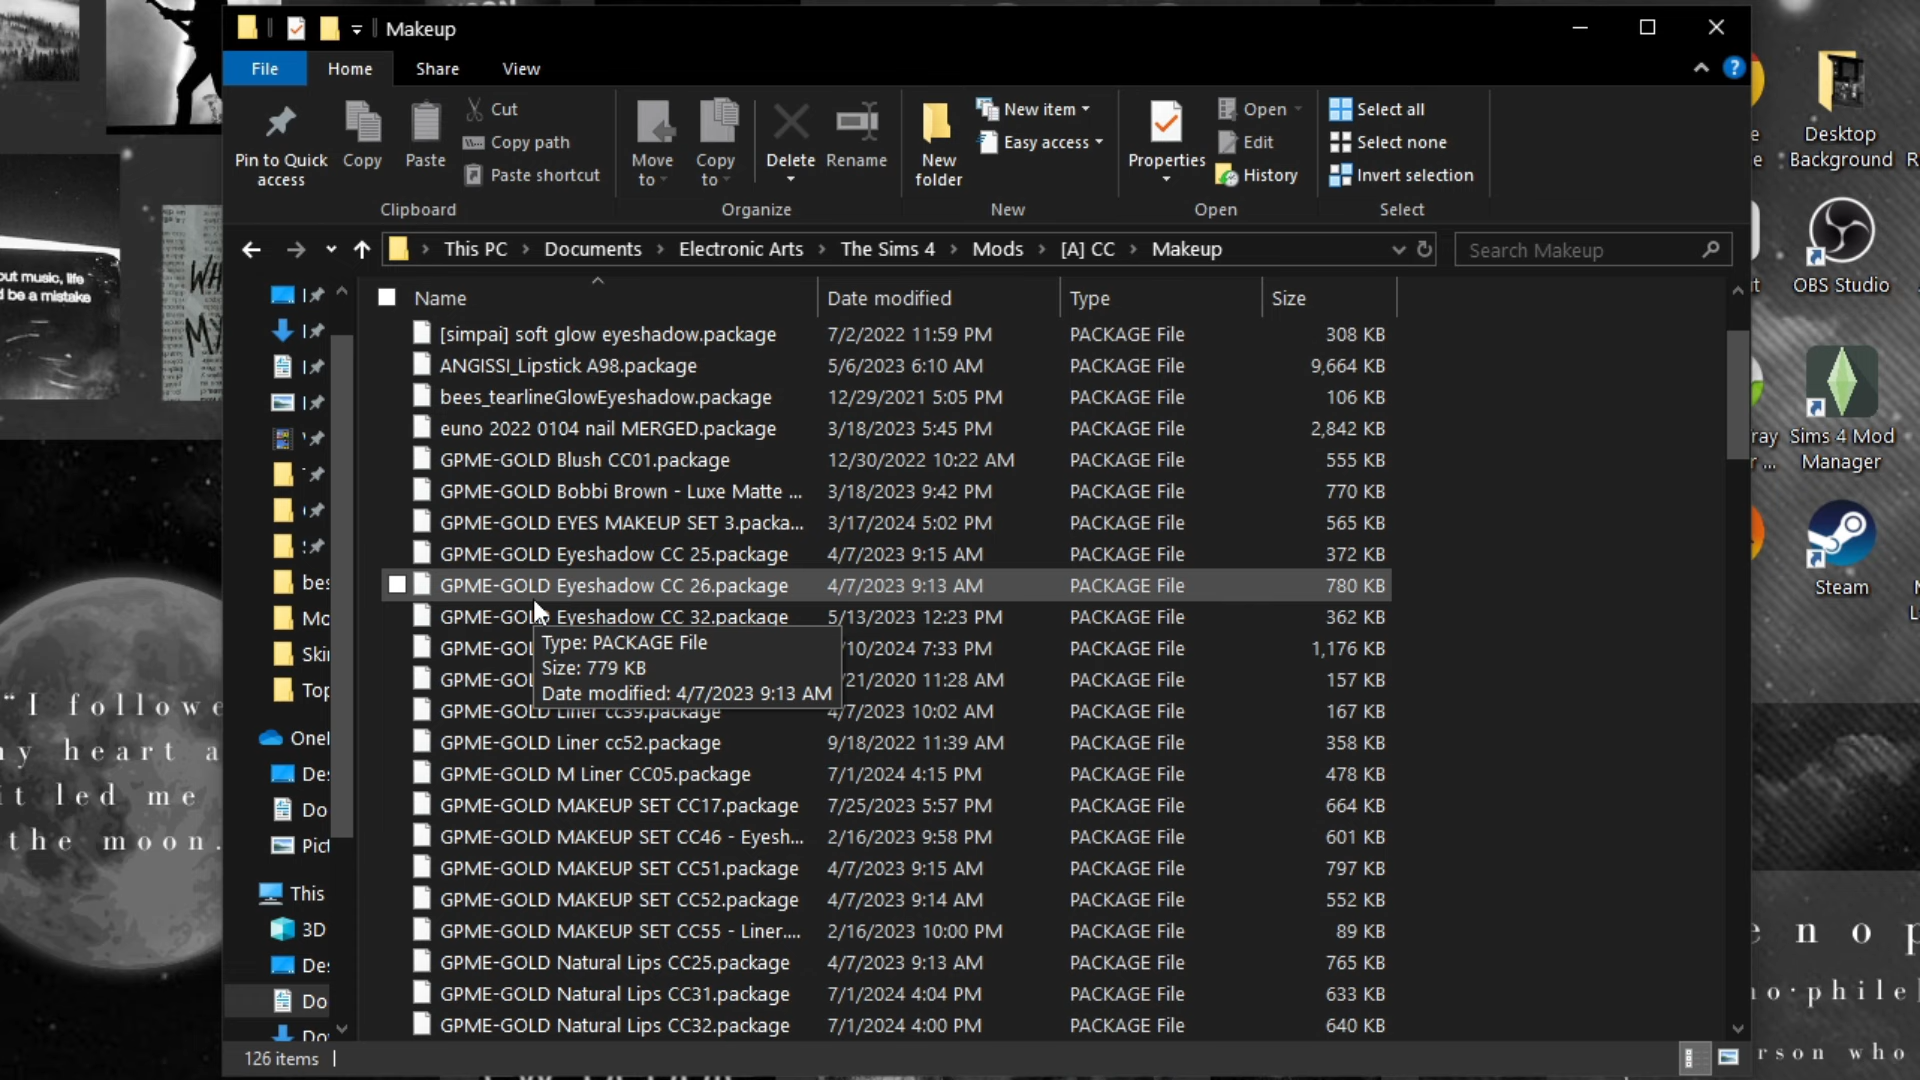 Makeup
File Home Share View
Pin to Quick access
Copy
Paste
Cut
Copy path
Paste shortcut
Clipboard
Move to
Copy to
Delete
Rename
Organize
New folder
New item
Easy access
New
Properties
Open
Edit
History
Open
Select all
Select none
Invert selection
Select
This PC Documents Electronic Arts The Sims 4 Mods [A] CC Makeup
Search Makeup
Name Date modified Type Size
[simpai] soft glow eyeshadow.package 7/2/2022 11:59 PM PACKAGE File 308 KB
ANGISSI_Lipstick A98.package 5/6/2023 6:10 AM PACKAGE File 9,664 KB
bees_tearlineGlowEyeshadow.package 12/29/2021 5:05 PM PACKAGE File 106 KB
euno 2022 0104 nail MERGED.package 3/18/2023 5:45 PM PACKAGE File 2,842 KB
GPME-GOLD Blush CC01.package 12/30/2022 10:22 AM PACKAGE File 555 KB
GPME-GOLD Bobbi Brown - Luxe Matte ... 3/18/2023 9:42 PM PACKAGE File 770 KB
GPME-GOLD EYES MAKEUP SET 3.packa... 3/17/2024 5:02 PM PACKAGE File 565 KB
GPME-GOLD Eyeshadow CC 25.package 4/7/2023 9:15 AM PACKAGE File 372 KB
GPME-GOLD Eyeshadow CC 26.package 4/7/2023 9:13 AM PACKAGE File 780 KB
GPME-GOLD Eyeshadow CC 32.package 5/13/2023 12:23 PM PACKAGE File 362 KB
GPME-GOL /10/2024 7:33 PM PACKAGE File 1,176 KB
GPME-GOL /21/2020 11:28 AM PACKAGE File 157 KB
GPME-GOLD Liner cc39.package 4/7/2023 10:02 AM PACKAGE File 167 KB
GPME-GOLD Liner cc52.package 9/18/2022 11:39 AM PACKAGE File 358 KB
GPME-GOLD M Liner CC05.package 7/1/2024 4:15 PM PACKAGE File 478 KB
GPME-GOLD MAKEUP SET CC17.package 7/25/2023 5:57 PM PACKAGE File 664 KB
GPME-GOLD MAKEUP SET CC46 - Eyesh... 2/16/2023 9:58 PM PACKAGE File 601 KB
GPME-GOLD MAKEUP SET CC51.package 4/7/2023 9:15 AM PACKAGE File 797 KB
GPME-GOLD MAKEUP SET CC52.package 4/7/2023 9:14 AM PACKAGE File 552 KB
GPME-GOLD MAKEUP SET CC55 - Liner.... 2/16/2023 10:00 PM PACKAGE File 89 KB
GPME-GOLD Natural Lips CC25.package 4/7/2023 9:13 AM PACKAGE File 765 KB
GPME-GOLD Natural Lips CC31.package 7/1/2024 4:04 PM PACKAGE File 633 KB
GPME-GOLD Natural Lips CC32.package 7/1/2024 4:00 PM PACKAGE File 640 KB
Type: PACKAGE File
Size: 779 KB
Date modified: 4/7/2023 9:13 AM
bes
Mo
Skin
Top
Onel
Des
Do
Pict
This
3D
Des
Do
Do
126 items
Desktop Background
OBS Studio
Sims 4 Mod Manager
Steam
out music, life
d be a mistake
"I followe
my heart a
it led me
the moon.
e n o p
no·phile
rson who